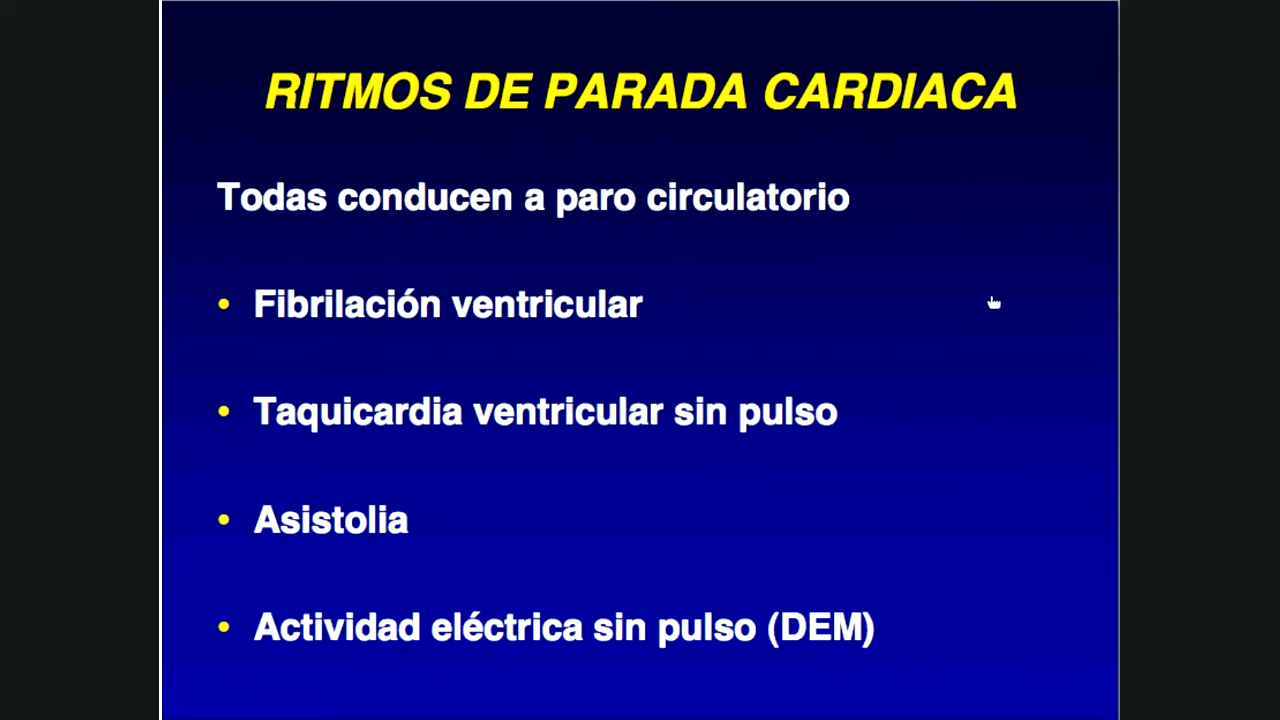 RITMOS DE PARADA CARDIACA
Todas conducen a paro circulatorio
• Fibrilación ventricular
• Taquicardia ventricular sin pulso
• Asistolia
• Actividad eléctrica sin pulso (DEM)